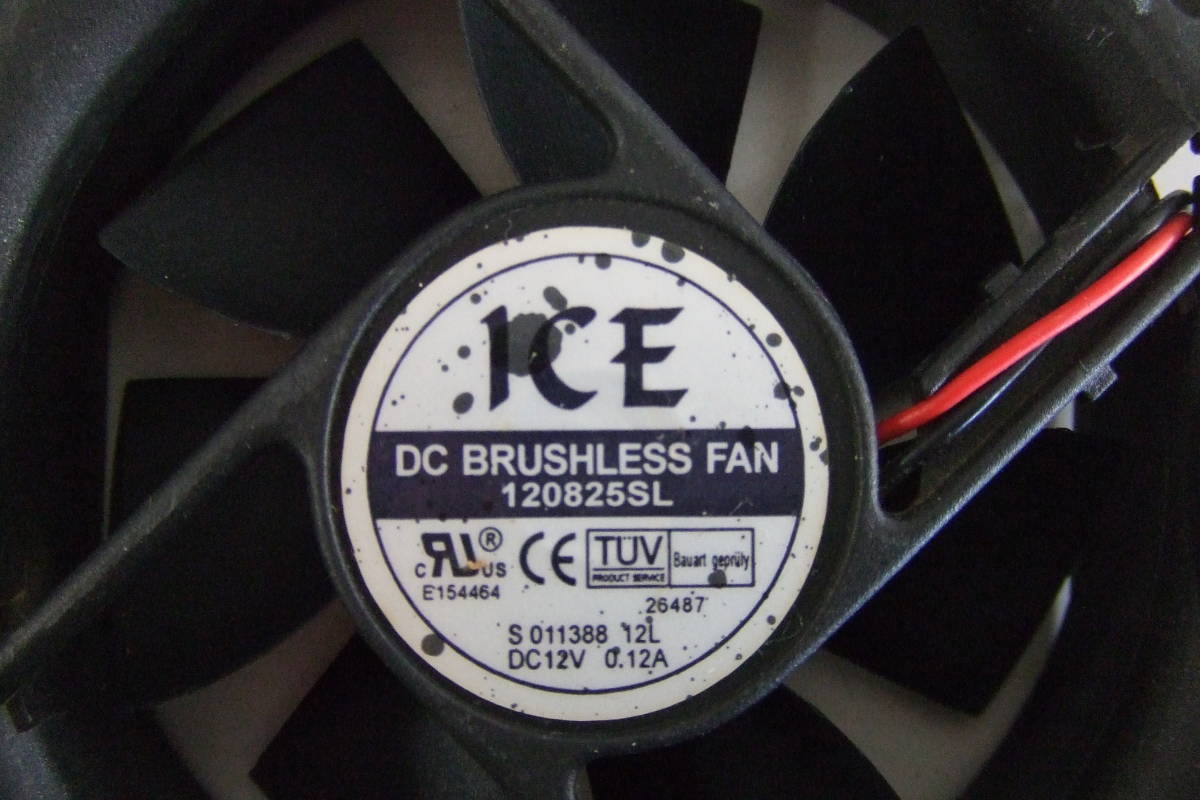 ICE
DC BRUSHLESS FAN
120825SL
c RU US ® CE TÜV PRODUCT SERVICE Bauart geprüly
E154464
26487
S 011388 12L
DC12V 0.12A